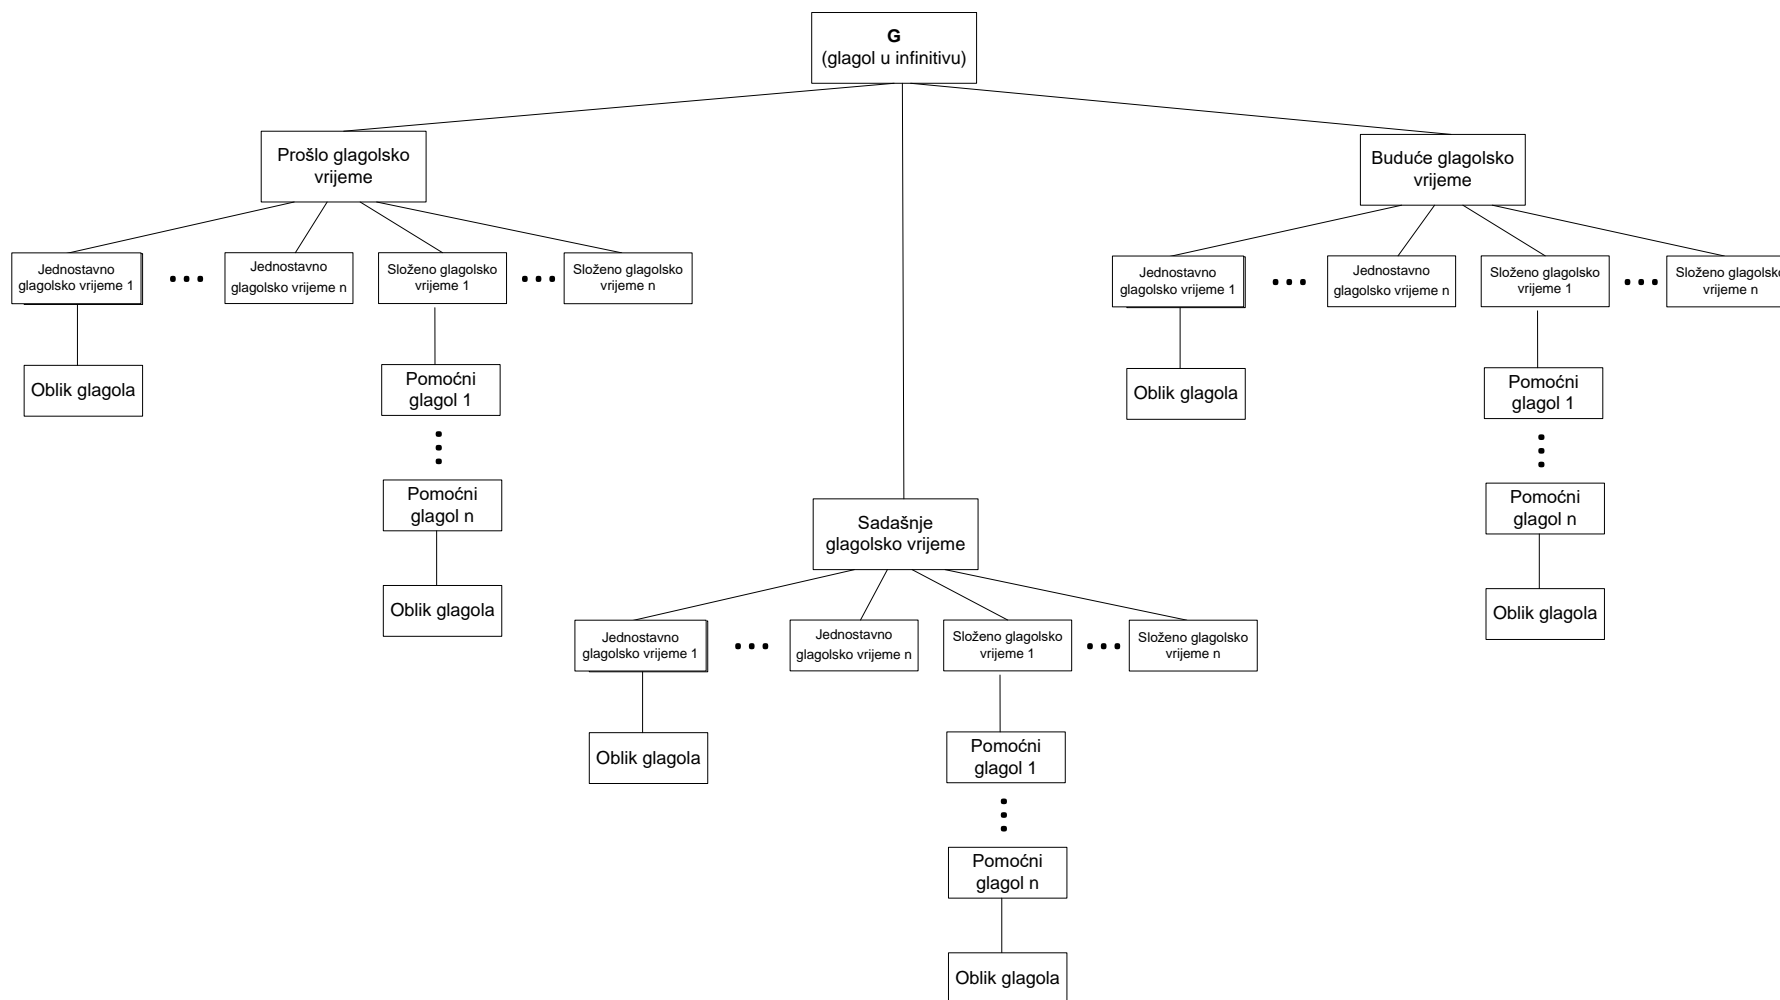 G
(glagol u infinitivu)
Prošlo glagolsko
vrijeme
Buduće glagolsko
vrijeme
Jednostavno
glagolsko vrijeme 1
Jednostavno
glagolsko vrijeme n
Složeno glagolsko
vrijeme 1
Složeno glagolsko
vrijeme n
Jednostavno
glagolsko vrijeme 1
Jednostavno
glagolsko vrijeme n
Složeno glagolsko
vrijeme 1
Složeno glagolsko
vrijeme n
Oblik glagola
Pomoćni
glagol 1
Oblik glagola
Pomoćni
glagol 1
Pomoćni
glagol n
Pomoćni
glagol n
Sadašnje
glagolsko vrijeme
Oblik glagola
Oblik glagola
Jednostavno
glagolsko vrijeme 1
Jednostavno
glagolsko vrijeme n
Složeno glagolsko
vrijeme 1
Složeno glagolsko
vrijeme n
Oblik glagola
Pomoćni
glagol 1
Pomoćni
glagol n
Oblik glagola